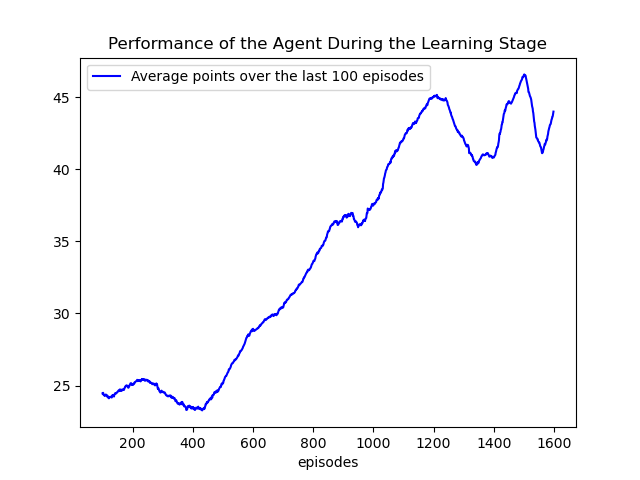 Performance of the Agent During the Learning Stage
Average points over the last 100 episodes
45
40
35
30
25
200 400 600 800 1000 1200 1400 1600
episodes